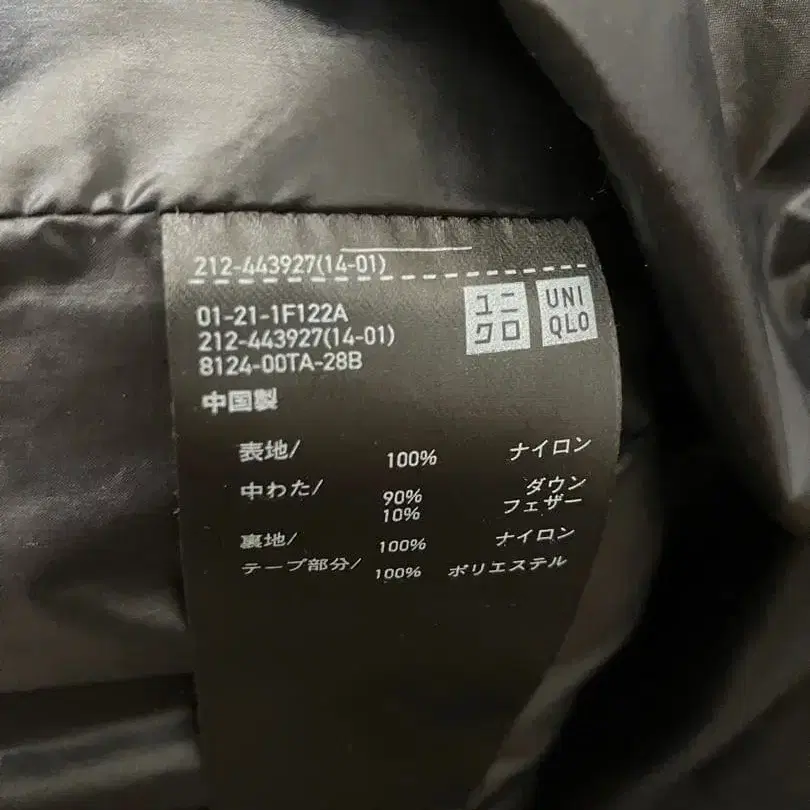 212-443927(14-01)
01-21-1F122A
212-443927(14-01)
8124-00TA-28B
中国製
ユニ
クロ
UNI
QLO
表地/ 100% ナイロン
中わた/ 90% ダウン
10% フェザー
裏地/ 100% ナイロン
テープ部分/ 100% ポリエステル